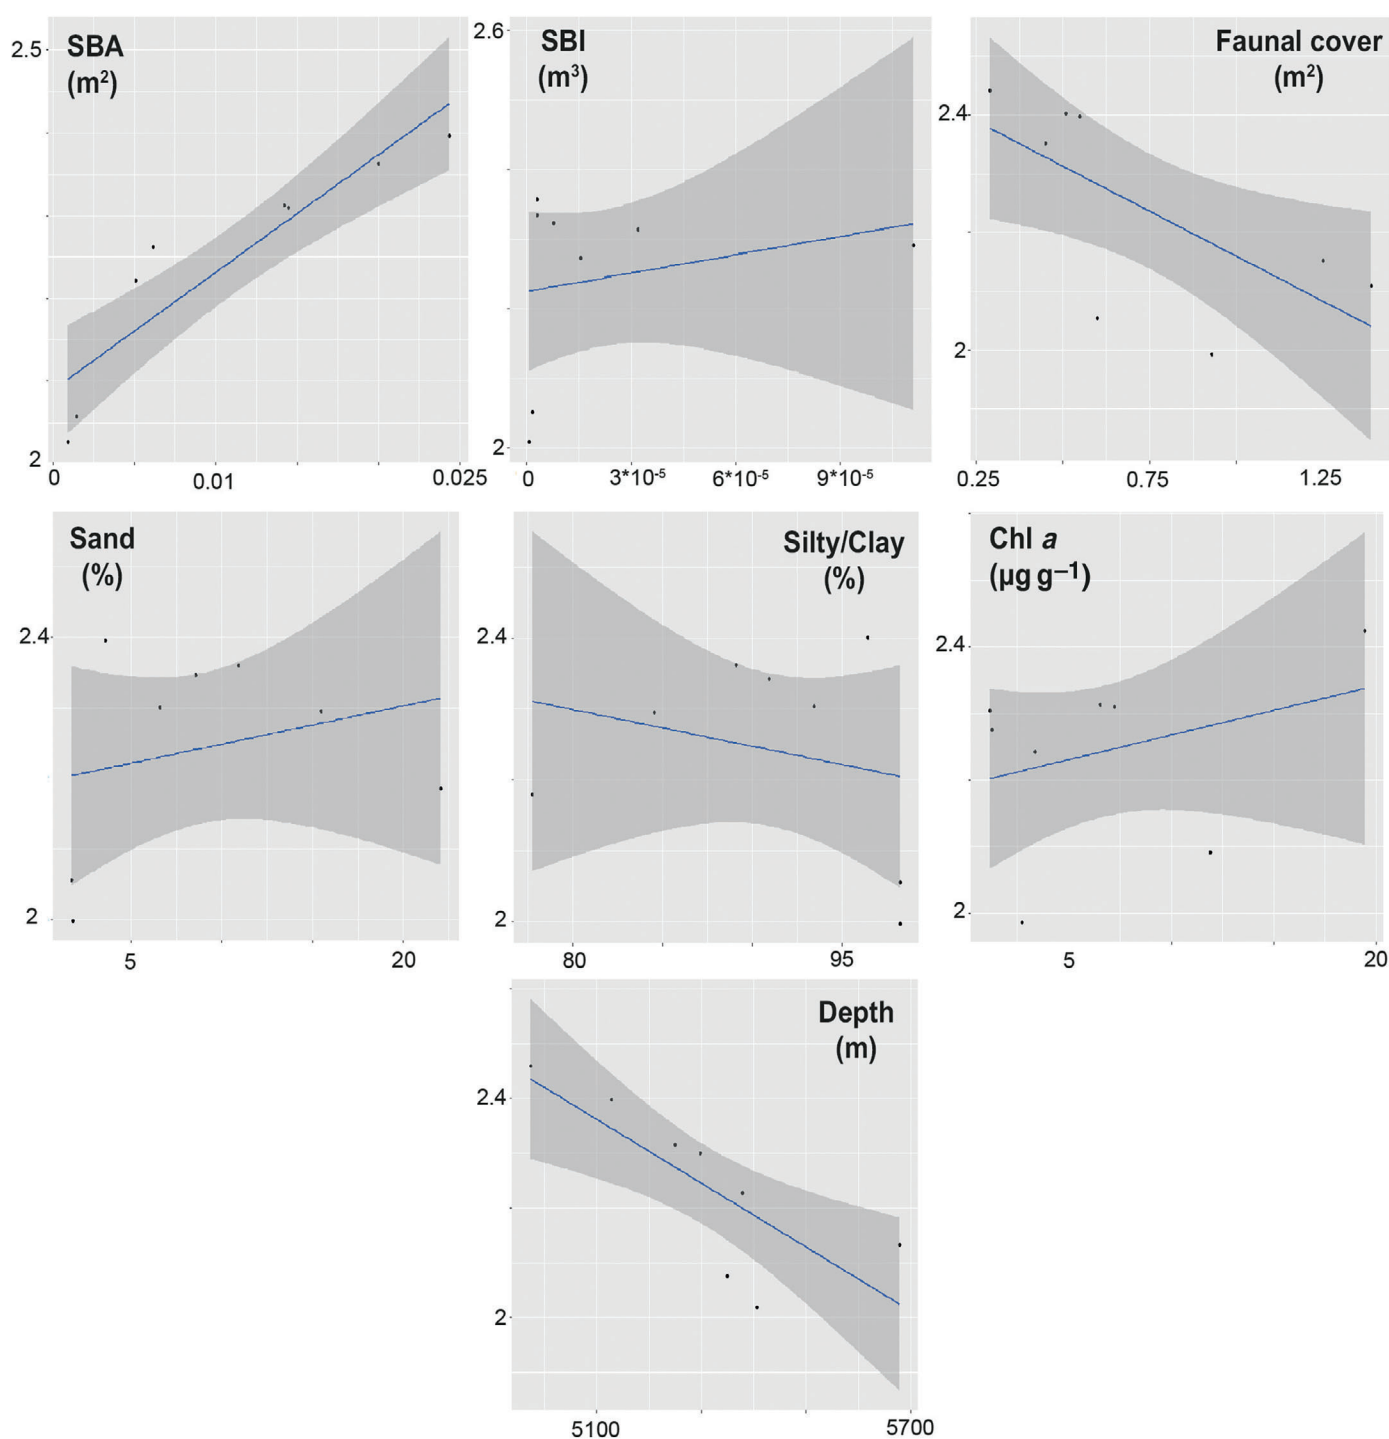 SBA
(m²)
2.5
2
0
0.01
0.025
SBI
(m³)
2.6
2
0
3*10⁻⁵
6*10⁻⁵
9*10⁻⁵
Faunal cover
(m²)
2.4
2
0.25
0.75
1.25
Sand
(%)
2.4
2
5
20
Silty/Clay
(%)
2.4
2
80
95
Chl a
(µg g⁻¹)
2.4
2
5
20
Depth
(m)
2.4
2
5100
5700